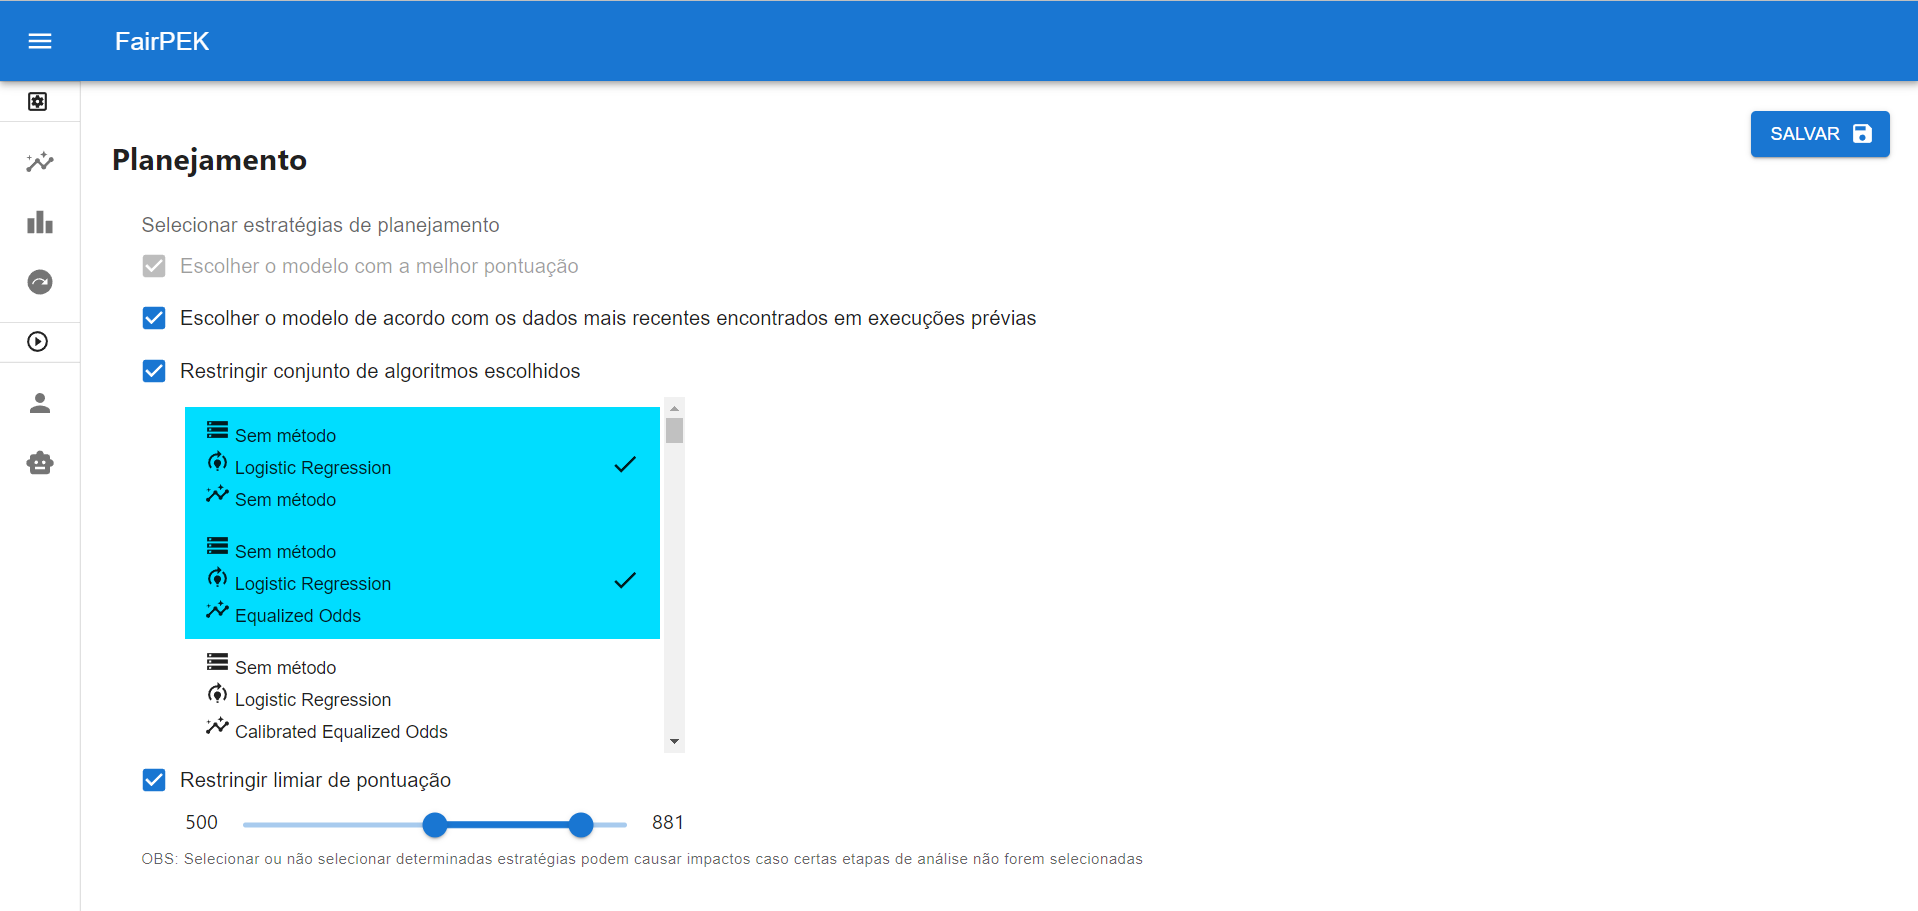 FairPEK
SALVAR
Planejamento
Selecionar estratégias de planejamento
Escolher o modelo com a melhor pontuação
Escolher o modelo de acordo com os dados mais recentes encontrados em execuções prévias
Restringir conjunto de algoritmos escolhidos
Sem método
Logistic Regression
Sem método
Sem método
Logistic Regression
Equalized Odds
Sem método
Logistic Regression
Calibrated Equalized Odds
Restringir limiar de pontuação
500 881
OBS: Selecionar ou não selecionar determinadas estratégias podem causar impactos caso certas etapas de análise não forem selecionadas